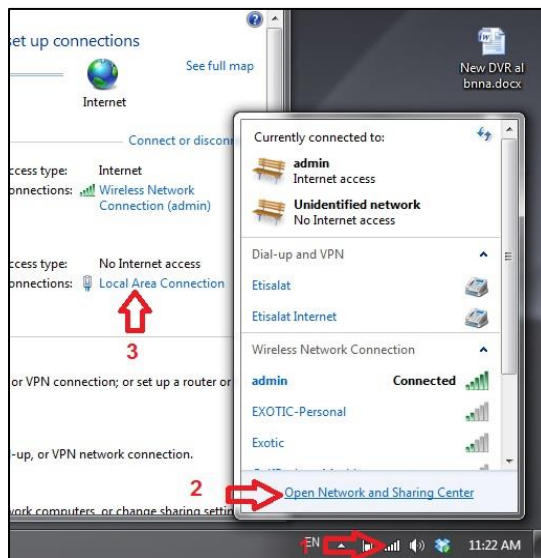 set up connections
See full map
Internet
Connect or disconn
ccess type: Internet
onnections: Wireless Network
Connection (admin)
ccess type: No Internet access
onnections: Local Area Connection
3
or VPN connection; or set up a router or
-up, or VPN network connection.
2
work computers, or change sharing settin
New DVR al
bnna.docx
Currently connected to:
admin
Internet access
Unidentified network
No Internet access
Dial-up and VPN
Etisalat
Etisalat Internet
Wireless Network Connection
admin Connected
EXOTIC-Personal
Exotic
Open Network and Sharing Center
1
EN
11:22 AM